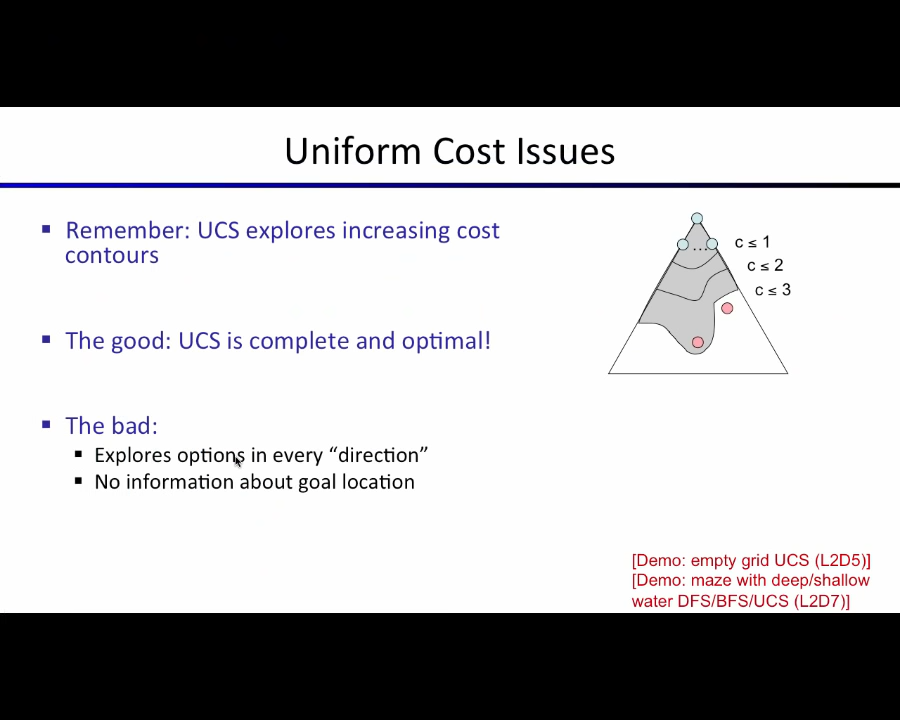 Uniform Cost Issues
▪ Remember: UCS explores increasing cost
contours
▪ The good: UCS is complete and optimal!
▪ The bad:
▪ Explores options in every “direction”
▪ No information about goal location
…
c ≤ 1
c ≤ 2
c ≤ 3
[Demo: empty grid UCS (L2D5)]
[Demo: maze with deep/shallow
water DFS/BFS/UCS (L2D7)]